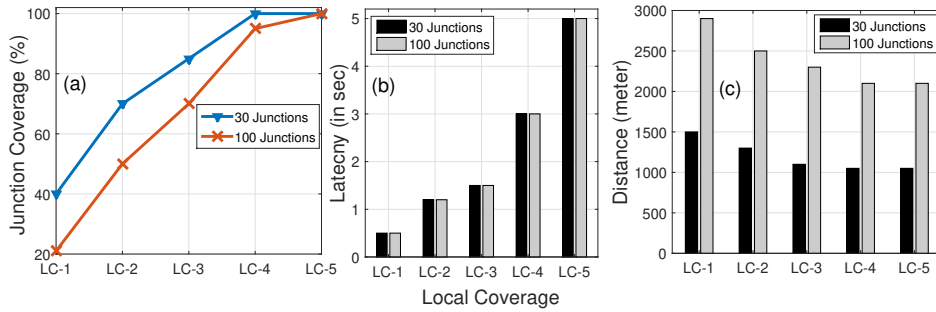 Junction Coverage (%)
100
80
60
40
20
(a)
30 Junctions
100 Junctions
LC-1 LC-2 LC-3 LC-4 LC-5
Latecny (in sec)
5
4
3
2
1
0
30 Junctions
100 Junctions
(b)
LC-1 LC-2 LC-3 LC-4 LC-5
Local Coverage
Distance (meter)
3000
2500
2000
1500
1000
500
0
30 Junctions
100 Junctions
(c)
LC-1 LC-2 LC-3 LC-4 LC-5